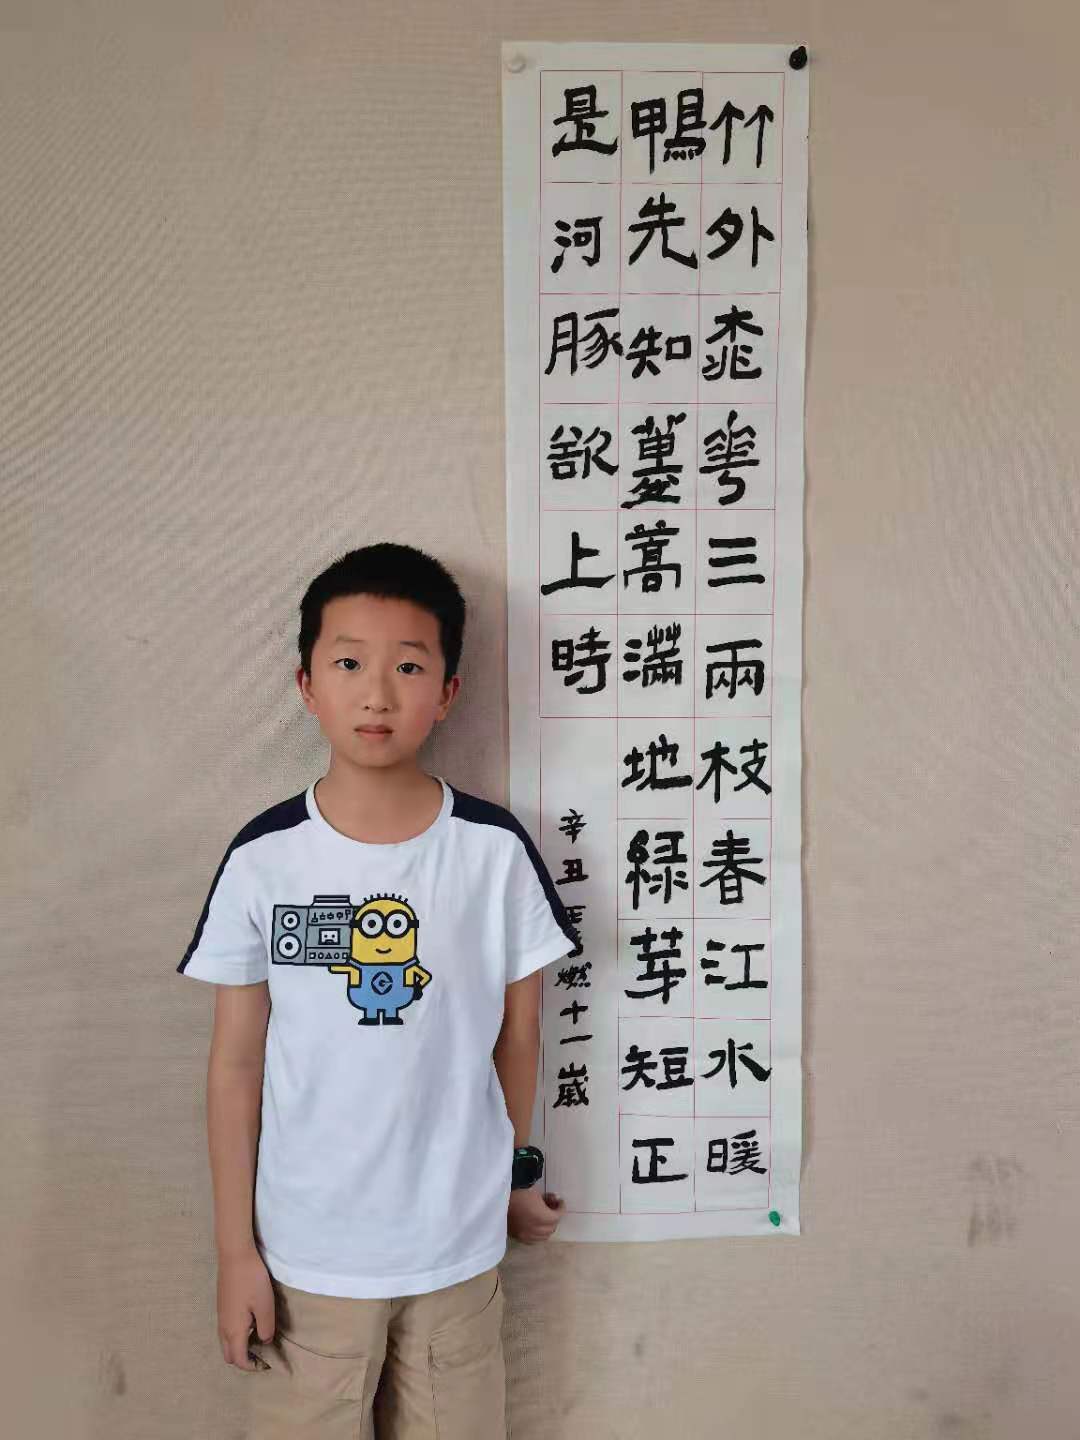 竹外桃華三兩枝春江水暖
鴨先知蔞蒿滿地綠芽短正
是河豚欲上時
辛丑燃十一歲